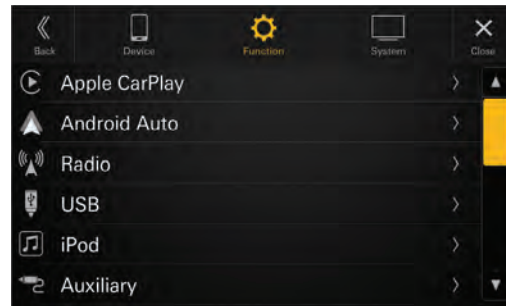 Back
Device
Function
System
Close
Apple CarPlay
Android Auto
Radio
USB
iPod
Auxiliary